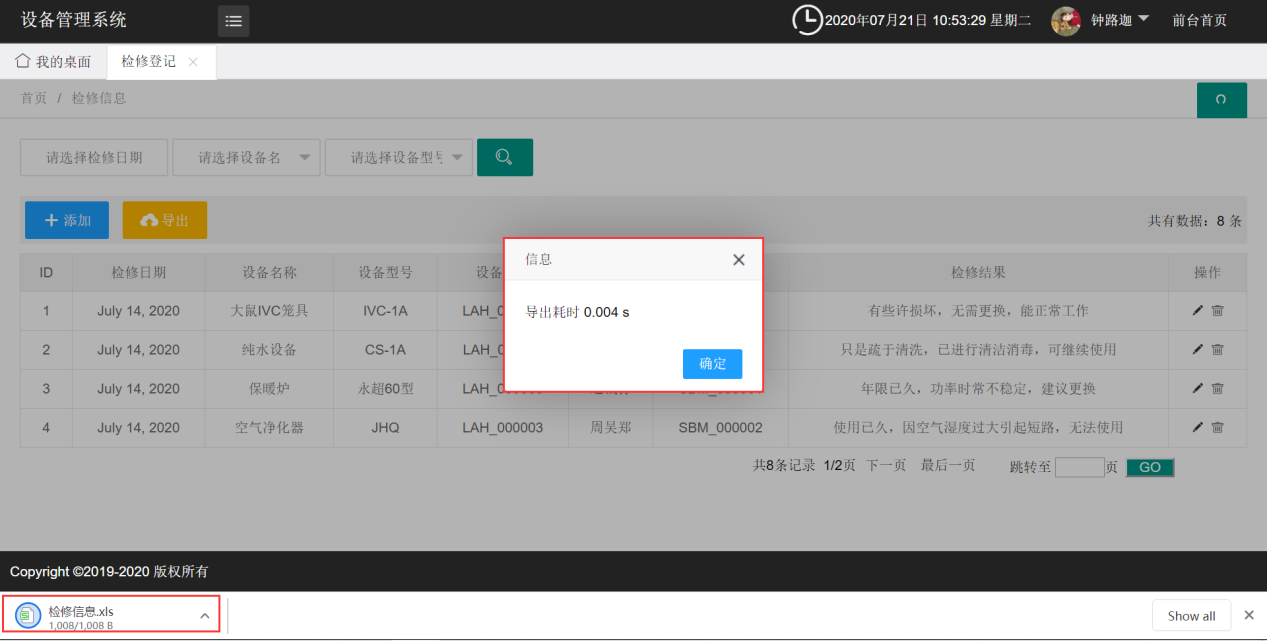 设备管理系统
2020年07月21日 10:53:29 星期二 钟路迦 前台首页
我的桌面 检修登记
首页 / 检修信息
请选择检修日期 请选择设备名 请选择设备型号
添加 导出 共有数据：8 条
ID 检修日期 设备名称 设备型号 设备 检修结果 操作
1 July 14, 2020 大鼠IVC笼具 IVC-1A LAH_0 有些许损坏，无需更换，能正常工作
2 July 14, 2020 纯水设备 CS-1A LAH_0 只是疏于清洗，已进行清洁消毒，可继续使用
3 July 14, 2020 保暖炉 永超60型 年限已久，功率时常不稳定，建议更换
4 July 14, 2020 空气净化器 JHQ LAH_000003 周吴郑 SBM_000002 使用已久，因空气湿度过大引起短路，无法使用
信息
导出耗时 0.004 s
确定
共8条记录 1/2页 下一页 最后一页 跳转至 页 GO
Copyright ©2019-2020 版权所有
检修信息.xls
1,008/1,008 B
Show all